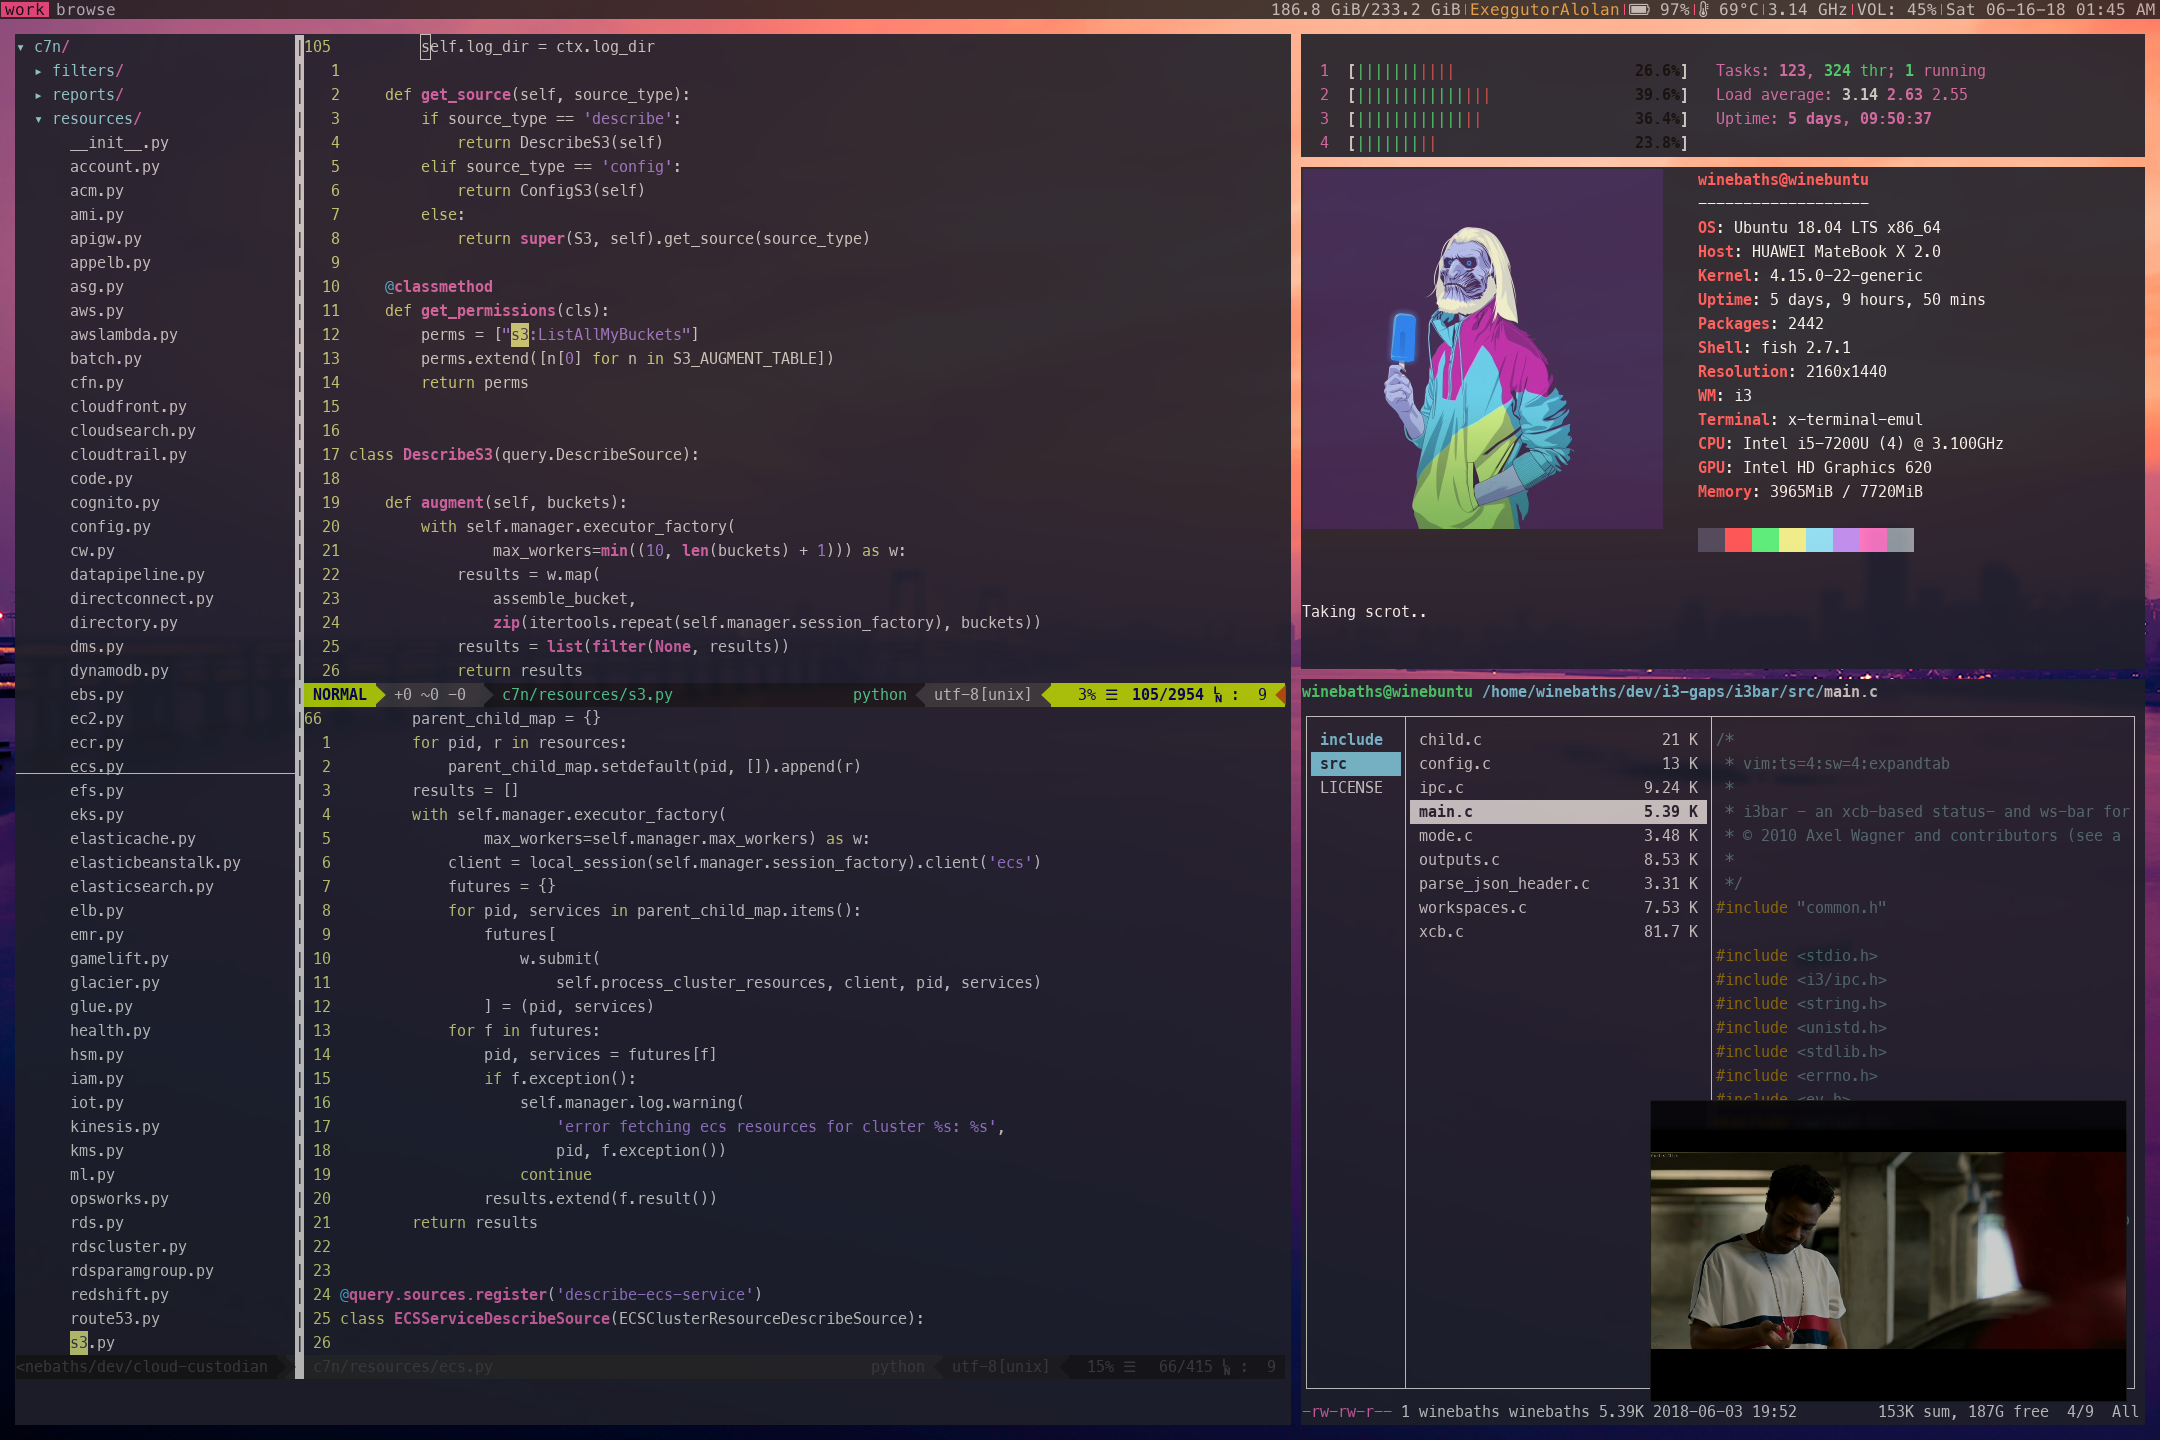 work browse
186.8 GiB/233.2 GiB|ExeggutorAlolan| 97%| 69°C|3.14 GHz|VOL: 45%|Sat 06-16-18 01:45 AM
▾ c7n/
▸ filters/
▸ reports/
▾ resources/
__init__.py
account.py
acm.py
ami.py
apigw.py
appelb.py
asg.py
aws.py
awslambda.py
batch.py
cfn.py
cloudfront.py
cloudsearch.py
cloudtrail.py
code.py
cognito.py
config.py
cw.py
datapipeline.py
directconnect.py
directory.py
dms.py
dynamodb.py
ebs.py
ec2.py
ecr.py
ecs.py
efs.py
eks.py
elasticache.py
elasticbeanstalk.py
elasticsearch.py
elb.py
emr.py
gamelift.py
glacier.py
glue.py
health.py
hsm.py
iam.py
iot.py
kinesis.py
kms.py
ml.py
opsworks.py
rds.py
rdscluster.py
rdsparamgroup.py
redshift.py
route53.py
s3.py
<nebaths/dev/cloud-custodian
105 self.log_dir = ctx.log_dir
1
2 def get_source(self, source_type):
3 if source_type == 'describe':
4 return DescribeS3(self)
5 elif source_type == 'config':
6 return ConfigS3(self)
7 else:
8 return super(S3, self).get_source(source_type)
9
10 @classmethod
11 def get_permissions(cls):
12 perms = ["s3:ListAllMyBuckets"]
13 perms.extend([n[0] for n in S3_AUGMENT_TABLE])
14 return perms
15
16
17 class DescribeS3(query.DescribeSource):
18
19 def augment(self, buckets):
20 with self.manager.executor_factory(
21 max_workers=min((10, len(buckets) + 1))) as w:
22 results = w.map(
23 assemble_bucket,
24 zip(itertools.repeat(self.manager.session_factory), buckets))
25 results = list(filter(None, results))
26 return results
NORMAL +0 ~0 -0 c7n/resources/s3.py python utf-8[unix] 3% ☰ 105/2954 ␤ : 9
66 parent_child_map = {}
1 for pid, r in resources:
2 parent_child_map.setdefault(pid, []).append(r)
3 results = []
4 with self.manager.executor_factory(
5 max_workers=self.manager.max_workers) as w:
6 client = local_session(self.manager.session_factory).client('ecs')
7 futures = {}
8 for pid, services in parent_child_map.items():
9 futures[
10 w.submit(
11 self.process_cluster_resources, client, pid, services)
12 ] = (pid, services)
13 for f in futures:
14 pid, services = futures[f]
15 if f.exception():
16 self.manager.log.warning(
17 'error fetching ecs resources for cluster %s: %s',
18 pid, f.exception())
19 continue
20 results.extend(f.result())
21 return results
22
23
24 @query.sources.register('describe-ecs-service')
25 class ECSServiceDescribeSource(ECSClusterResourceDescribeSource):
26
c7n/resources/ecs.py python utf-8[unix] 15% ☰ 66/415 ␤ : 9
1 [||||||||||| 26.6%] Tasks: 123, 324 thr; 1 running
2 [||||||||||||||| 39.6%] Load average: 3.14 2.63 2.55
3 [|||||||||||||| 36.4%] Uptime: 5 days, 09:50:37
4 [||||||||| 23.8%]
winebaths@winebuntu
-------------------
OS: Ubuntu 18.04 LTS x86_64
Host: HUAWEI MateBook X 2.0
Kernel: 4.15.0-22-generic
Uptime: 5 days, 9 hours, 50 mins
Packages: 2442
Shell: fish 2.7.1
Resolution: 2160x1440
WM: i3
Terminal: x-terminal-emul
CPU: Intel i5-7200U (4) @ 3.100GHz
GPU: Intel HD Graphics 620
Memory: 3965MiB / 7720MiB
Taking scrot..
winebaths@winebuntu /home/winebaths/dev/i3-gaps/i3bar/src/main.c
include
src
LICENSE
child.c 21 K
config.c 13 K
ipc.c 9.24 K
main.c 5.39 K
mode.c 3.48 K
outputs.c 8.53 K
parse_json_header.c 3.31 K
workspaces.c 7.53 K
xcb.c 81.7 K
/*
* vim:ts=4:sw=4:expandtab
*
* i3bar - an xcb-based status- and ws-bar for
* © 2010 Axel Wagner and contributors (see a
*
*/
#include "common.h"
#include <stdio.h>
#include <i3/ipc.h>
#include <string.h>
#include <unistd.h>
#include <stdlib.h>
#include <errno.h>
#include <ev.h>
-rw-rw-r-- 1 winebaths winebaths 5.39K 2018-06-03 19:52 153K sum, 187G free 4/9 All